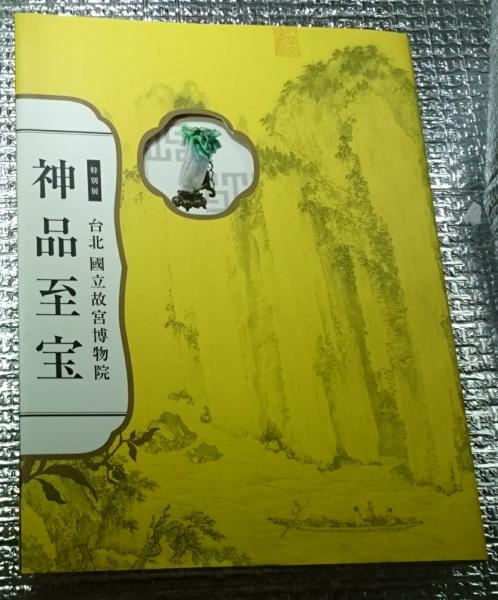 特別展
台北 國立故宮博物院
神品至宝